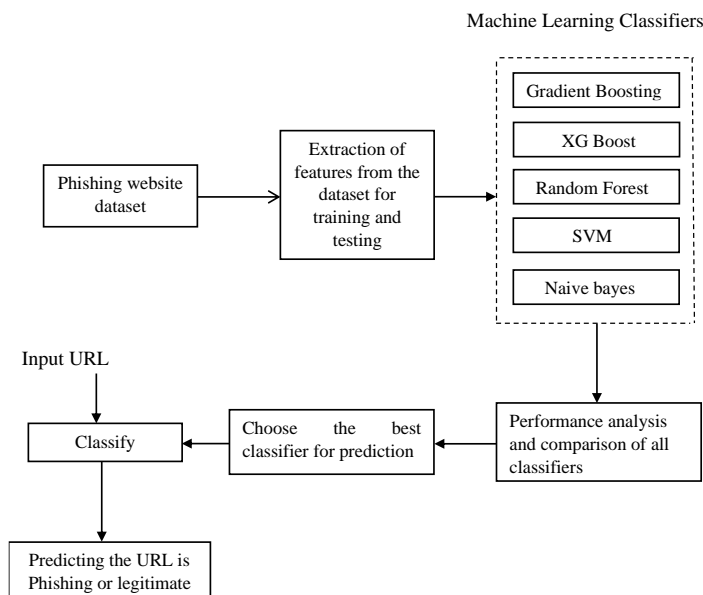 Machine Learning Classifiers
Gradient Boosting
XG Boost
Random Forest
SVM
Naive bayes
Phishing website
dataset
Extraction of
features from the
dataset for
training and
testing
Input URL
Classify
Choose the best
classifier for prediction
Performance analysis
and comparison of all
classifiers
Predicting the URL is
Phishing or legitimate